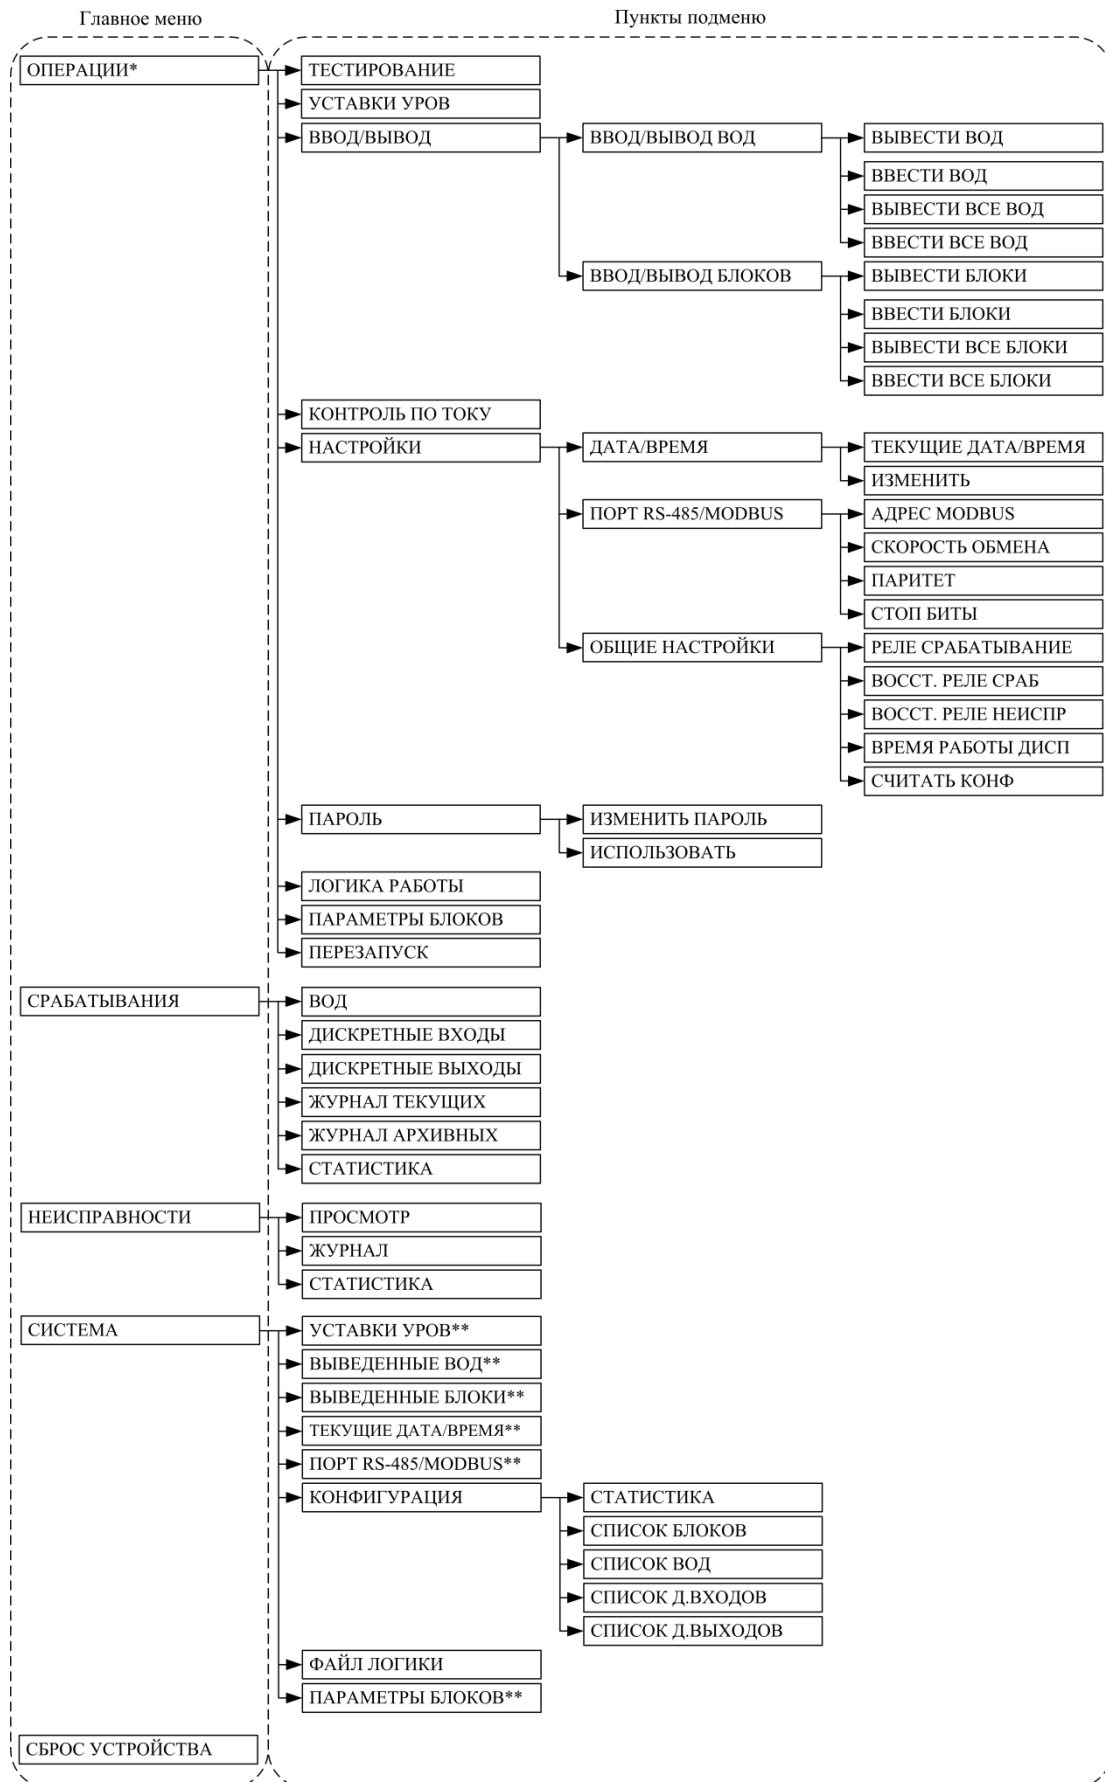 Главное меню
Пункты подменю
ОПЕРАЦИИ*
ТЕСТИРОВАНИЕ
УСТАВКИ УРОВ
ВВОД/ВЫВОД
ВВОД/ВЫВОД ВОД
ВЫВЕСТИ ВОД
ВВЕСТИ ВОД
ВЫВЕСТИ ВСЕ ВОД
ВВЕСТИ ВСЕ ВОД
ВВОД/ВЫВОД БЛОКОВ
ВЫВЕСТИ БЛОКИ
ВВЕСТИ БЛОКИ
ВЫВЕСТИ ВСЕ БЛОКИ
ВВЕСТИ ВСЕ БЛОКИ
КОНТРОЛЬ ПО ТОКУ
НАСТРОЙКИ
ДАТА/ВРЕМЯ
ТЕКУЩИЕ ДАТА/ВРЕМЯ
ИЗМЕНИТЬ
ПОРТ RS-485/MODBUS
АДРЕС MODBUS
СКОРОСТЬ ОБМЕНА
ПАРИТЕТ
СТОП БИТЫ
ОБЩИЕ НАСТРОЙКИ
РЕЛЕ СРАБАТЫВАНИЕ
ВОССТ. РЕЛЕ СРАБ
ВОССТ. РЕЛЕ НЕИСПР
ВРЕМЯ РАБОТЫ ДИСП
СЧИТАТЬ КОНФ
ПАРОЛЬ
ИЗМЕНИТЬ ПАРОЛЬ
ИСПОЛЬЗОВАТЬ
ЛОГИКА РАБОТЫ
ПАРАМЕТРЫ БЛОКОВ
ПЕРЕЗАПУСК
СРАБАТЫВАНИЯ
ВОД
ДИСКРЕТНЫЕ ВХОДЫ
ДИСКРЕТНЫЕ ВЫХОДЫ
ЖУРНАЛ ТЕКУЩИХ
ЖУРНАЛ АРХИВНЫХ
СТАТИСТИКА
НЕИСПРАВНОСТИ
ПРОСМОТР
ЖУРНАЛ
СТАТИСТИКА
СИСТЕМА
УСТАВКИ УРОВ**
ВЫВЕДЕННЫЕ ВОД**
ВЫВЕДЕННЫЕ БЛОКИ**
ТЕКУЩИЕ ДАТА/ВРЕМЯ**
ПОРТ RS-485/MODBUS**
КОНФИГУРАЦИЯ
СТАТИСТИКА
СПИСОК БЛОКОВ
СПИСОК ВОД
СПИСОК Д.ВХОДОВ
СПИСОК Д.ВЫХОДОВ
ФАЙЛ ЛОГИКИ
ПАРАМЕТРЫ БЛОКОВ**
СБРОС УСТРОЙСТВА